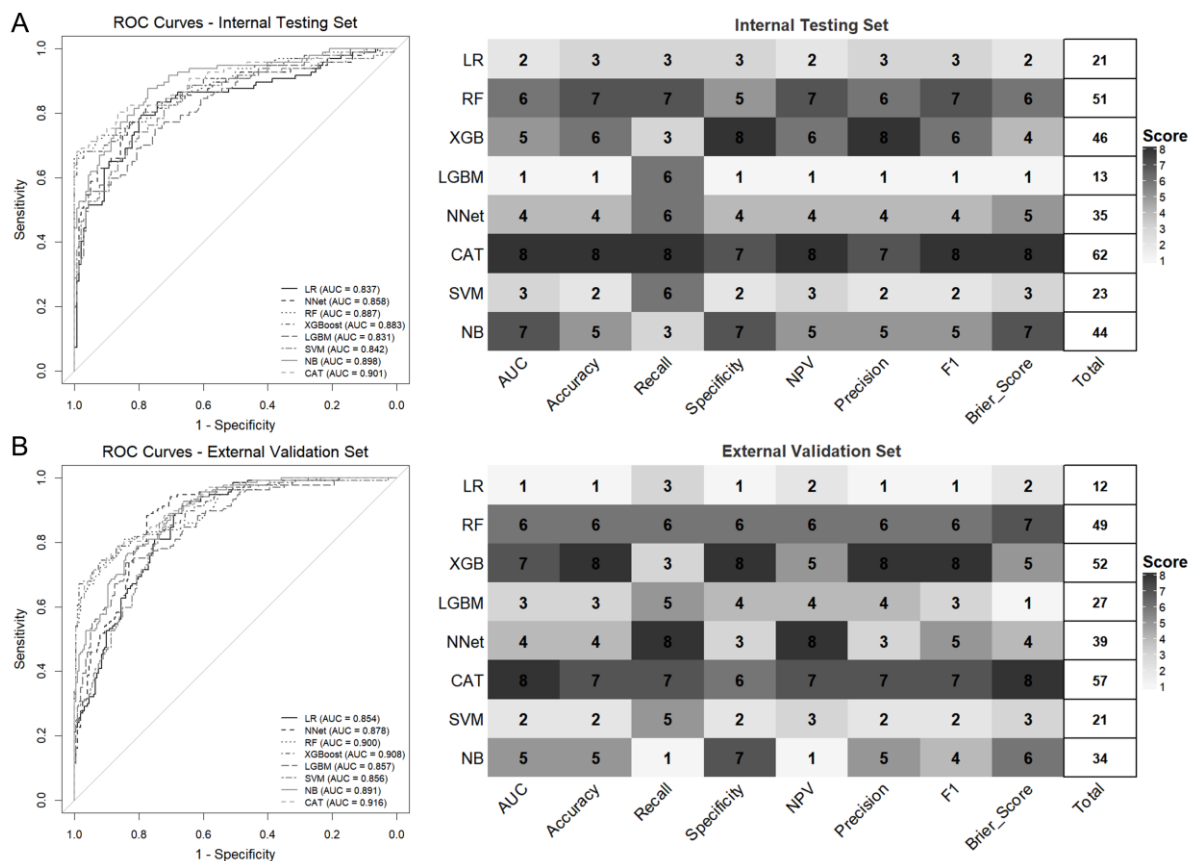 A
ROC Curves - Internal Testing Set
Sensitivity
1.0
0.8
0.6
0.4
0.2
0.0
LR (AUC = 0.837)
NNet (AUC = 0.858)
RF (AUC = 0.887)
XGBoost (AUC = 0.883)
LGBM (AUC = 0.831)
SVM (AUC = 0.842)
NB (AUC = 0.898)
CAT (AUC = 0.901)
1.0 0.8 0.6 0.4 0.2 0.0
1 - Specificity
Internal Testing Set
LR 2 3 3 3 2 3 3 2 21
RF 6 7 7 5 7 6 7 6 51
XGB 5 6 3 8 6 8 6 4 46
LGBM 1 1 6 1 1 1 1 1 13
NNet 4 4 6 4 4 4 4 5 35
CAT 8 8 8 7 8 7 8 8 62
SVM 3 2 6 2 3 2 2 3 23
NB 7 5 3 7 5 5 5 7 44
AUC Accuracy Recall Specificity NPV Precision F1 Brier_Score Total
Score
8
7
6
5
4
3
2
1
B
ROC Curves - External Validation Set
Sensitivity
1.0
0.8
0.6
0.4
0.2
0.0
LR (AUC = 0.854)
NNet (AUC = 0.878)
RF (AUC = 0.900)
XGBoost (AUC = 0.908)
LGBM (AUC = 0.857)
SVM (AUC = 0.856)
NB (AUC = 0.891)
CAT (AUC = 0.916)
1.0 0.8 0.6 0.4 0.2 0.0
1 - Specificity
External Validation Set
LR 1 1 3 1 2 1 1 2 12
RF 6 6 6 6 6 6 6 7 49
XGB 7 8 3 8 5 8 8 5 52
LGBM 3 3 5 4 4 4 3 1 27
NNet 4 4 8 3 8 3 5 4 39
CAT 8 7 7 6 7 7 7 8 57
SVM 2 2 5 2 3 2 2 3 21
NB 5 5 1 7 1 5 4 6 34
AUC Accuracy Recall Specificity NPV Precision F1 Brier_Score Total
Score
8
7
6
5
4
3
2
1